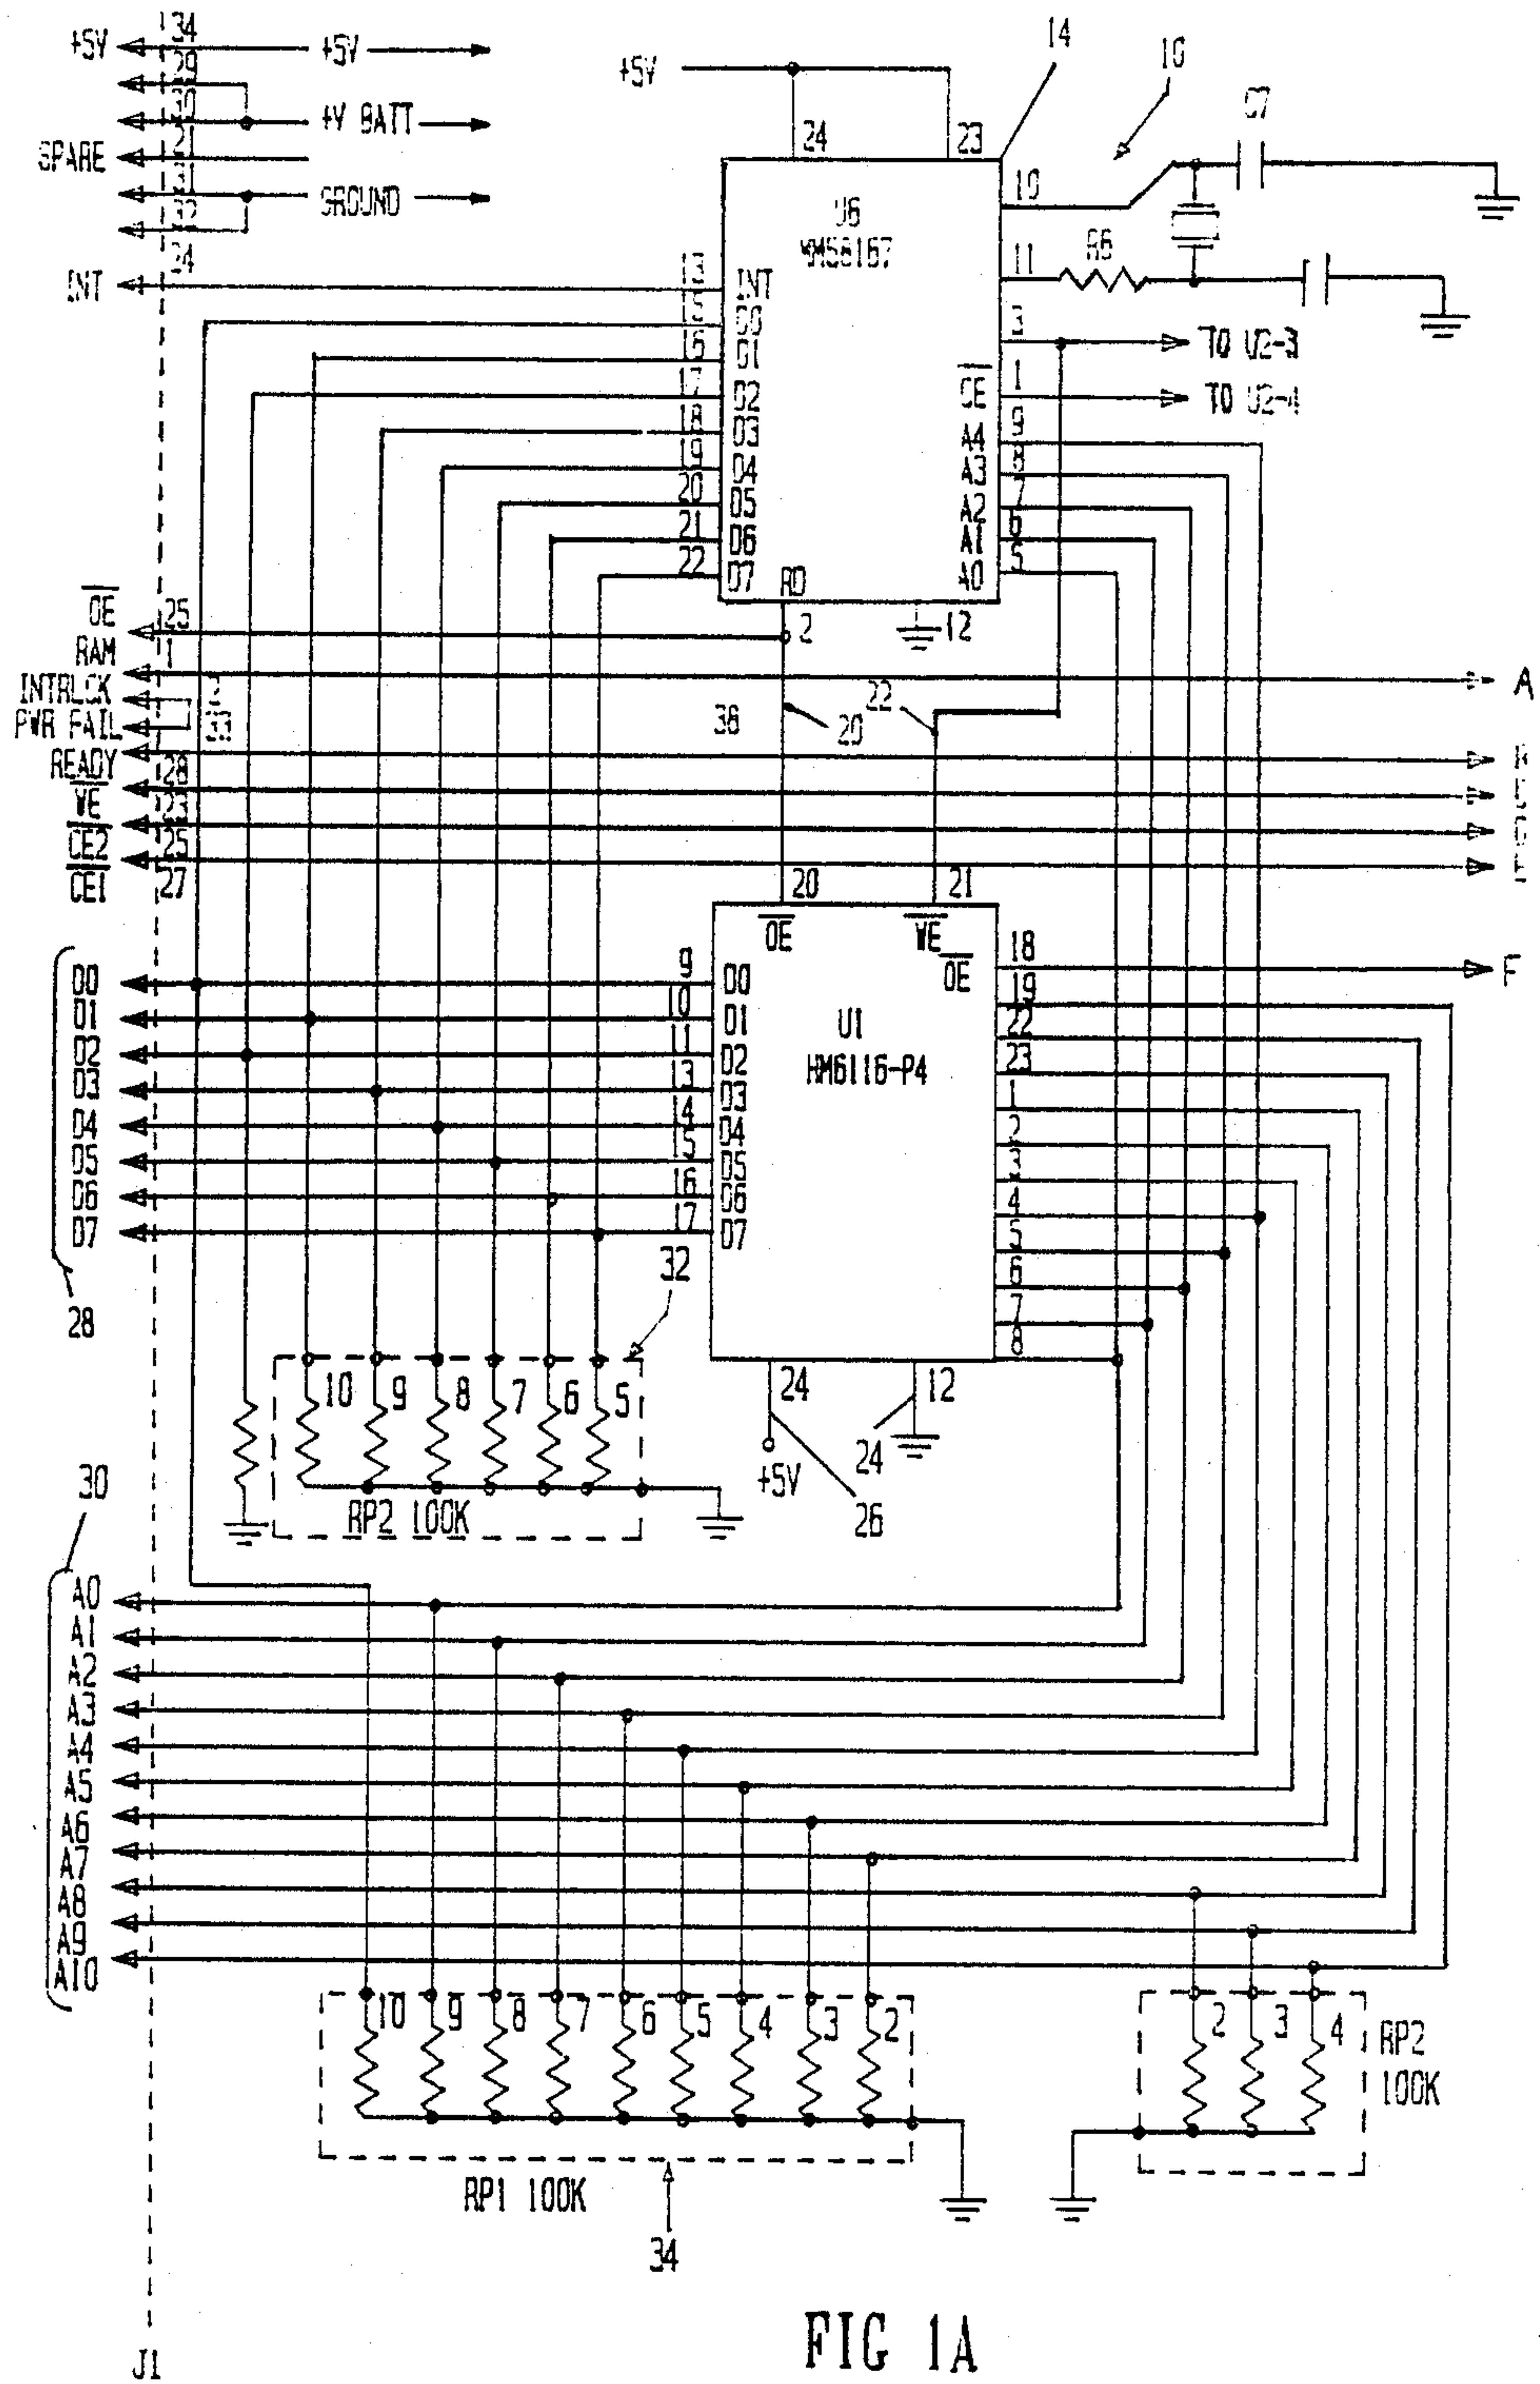 +5V 34 +5V
29
30 +V BATT
SPARE 21
31 GROUND
32
INT 24
+5V
14
10
C7
24 23
U6
MM58167
10
11 R6
3 TO U2-3
CE 1 TO U2-4
A4 9
A3 8
A2 7
A1 6
A0 5
13 INT
15 D0
16 D1
17 D2
18 D3
19 D4
20 D5
21 D6
22 D7
RD
2 12
OE 25
RAM 1 A
INTRLCK 2
PWR FAIL 33
36 20 22
READY 28
WE 23
CE2 25
CE1 27
20 21
OE WE
OE 18 F
U1
HM6116-P4
D0 9 D0
D1 10 D1
D2 11 D2
D3 13 D3
D4 14 D4
D5 15 D5
D6 16 D6
D7 17 D7
19
22
23
1
2
3
4
5
6
7
8
28
32
10 9 8 7 6 5
RP2 100K
24 12
+5V
24
26
30
A0
A1
A2
A3
A4
A5
A6
A7
A8
A9
A10
10 9 8 7 6 5 4 3 2
RP1 100K
34
2 3 4
RP2
100K
J1
FIG 1A